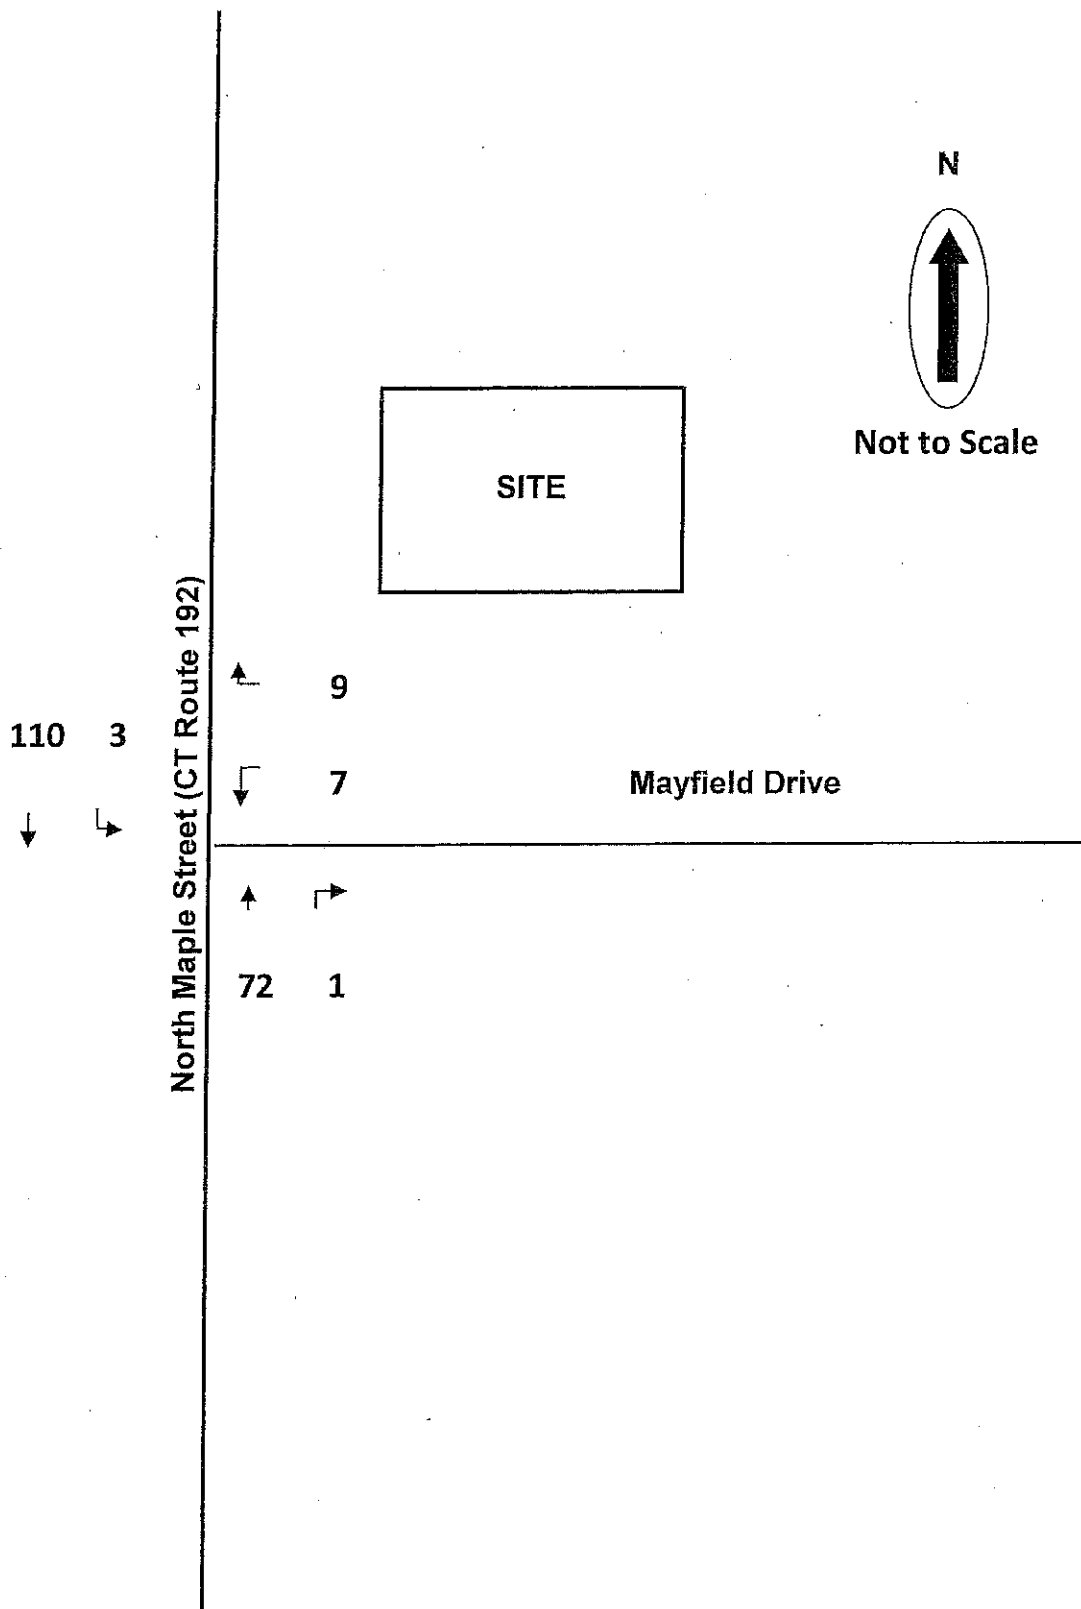 N
Not to Scale
SITE
North Maple Street (CT Route 192)
9
110 3
7
Mayfield Drive
72 1